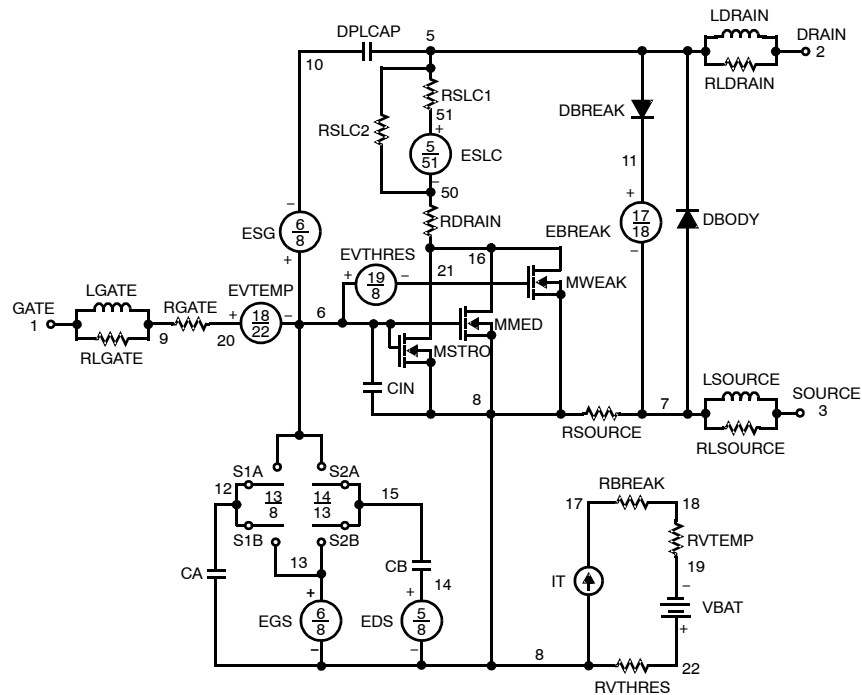 LDRAIN
DPLCAP
5
DRAIN
2
10
RLDRAIN
RSLC1
51
DBREAK
RSLC2
+
5
51
ESLC
11
−
50
−
+
17
18
RDRAIN
DBODY
ESG
6
8
EBREAK
EVTHRES
16
−
+
+
19
8
−
21
MWEAK
LGATE
EVTEMP
GATE
1
RGATE
+
18
22
−
6
MMED
9
20
RLGATE
MSTRO
LSOURCE
CIN
8
7
SOURCE
3
RSOURCE
RLSOURCE
S1A
S2A
RBREAK
12
13
8
14
13
15
17
18
S1B
S2B
RVTEMP
13
CB
19
CA
14
IT
−
+
+
VBAT
EGS
6
8
EDS
5
8
+
−
−
8
22
RVTHRES